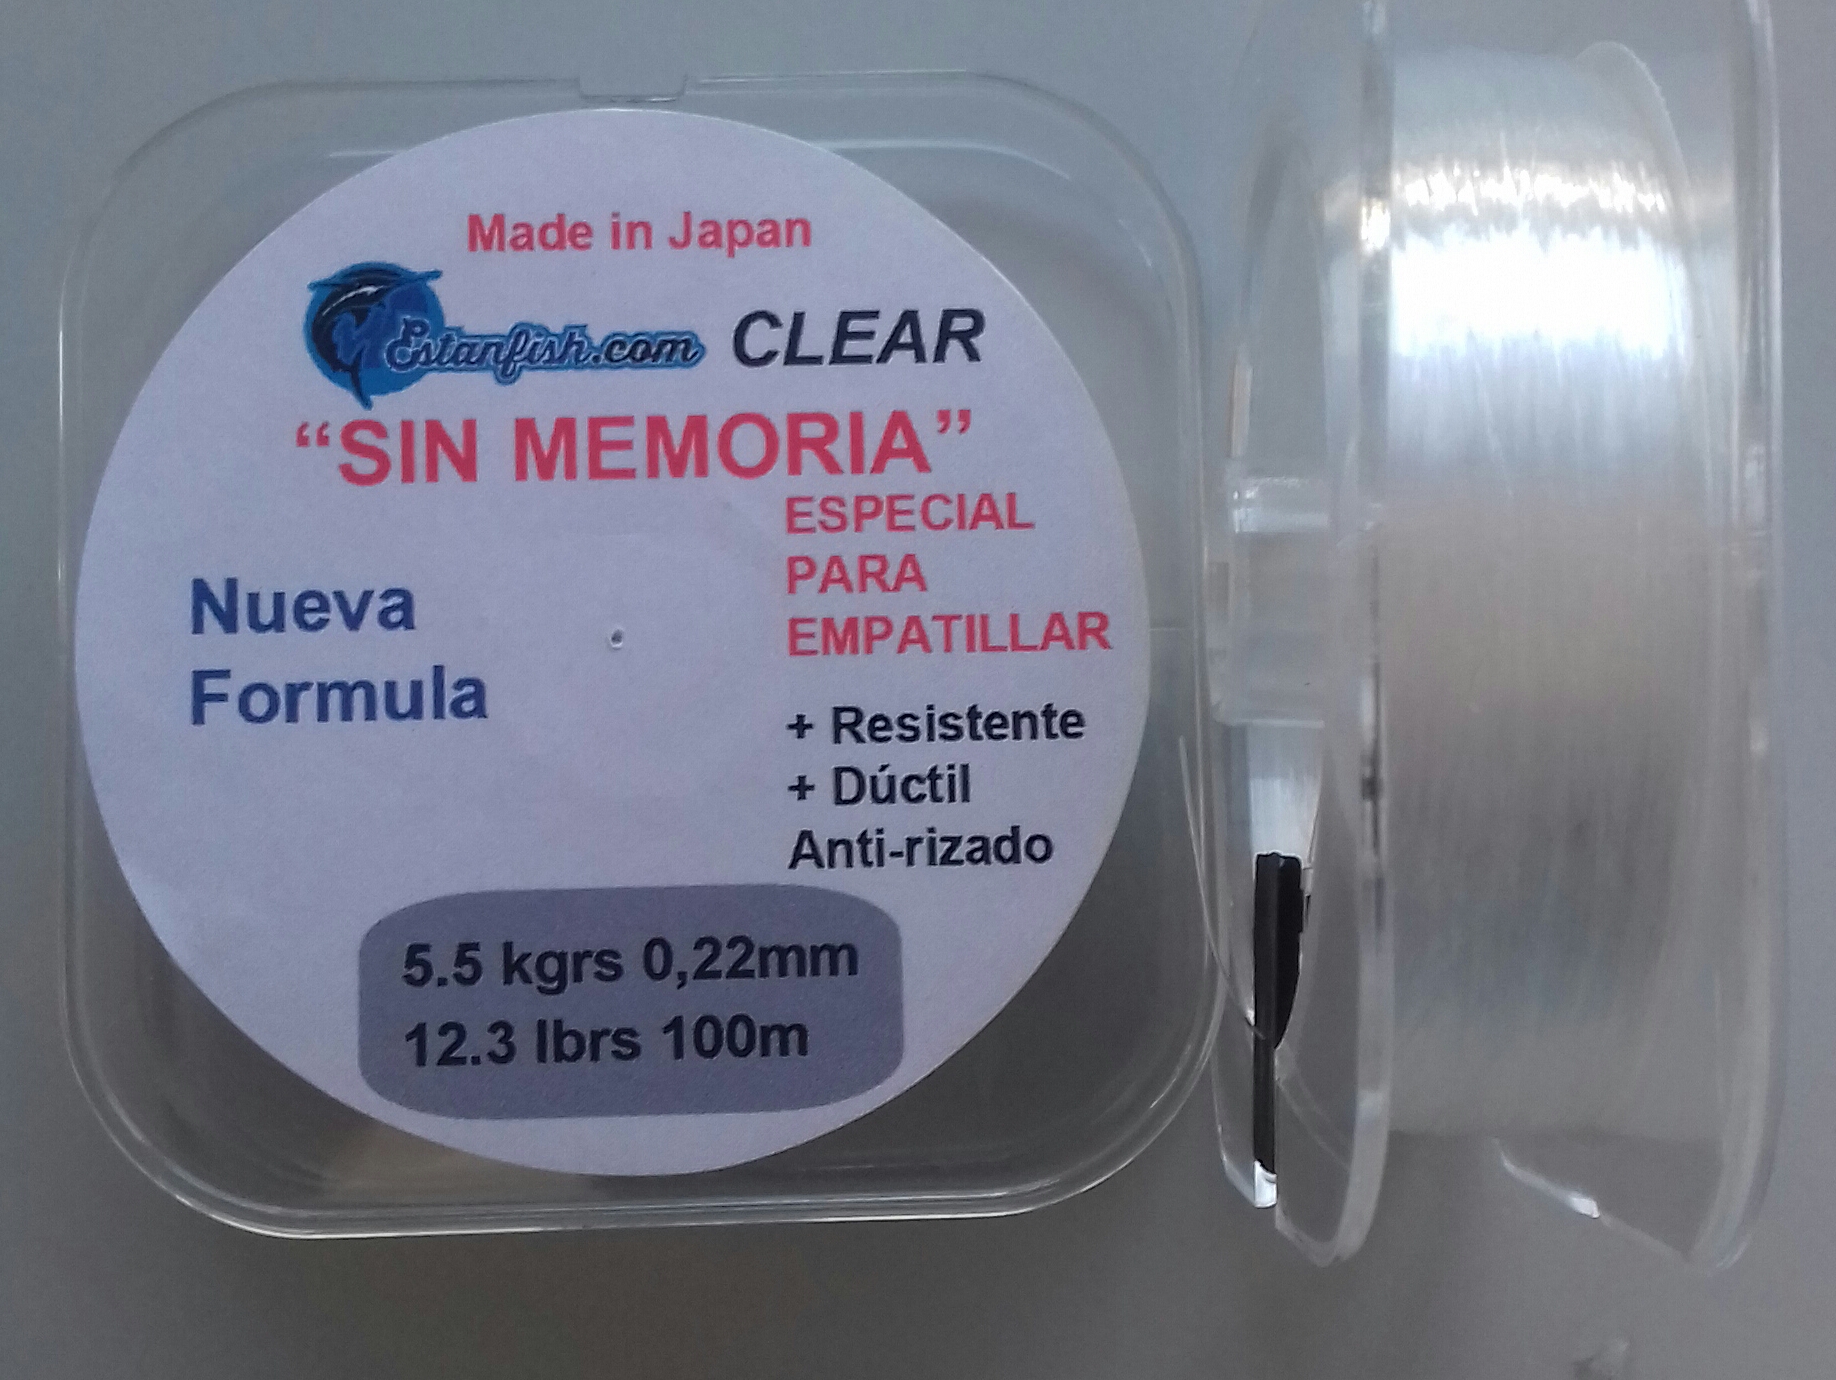 Made in Japan
Estanfish.com CLEAR
“SIN MEMORIA”
ESPECIAL
PARA
EMPATILLAR
Nueva
Formula
+ Resistente
+ Dúctil
Anti-rizado
5.5 kgrs 0,22mm
12.3 lbrs 100m